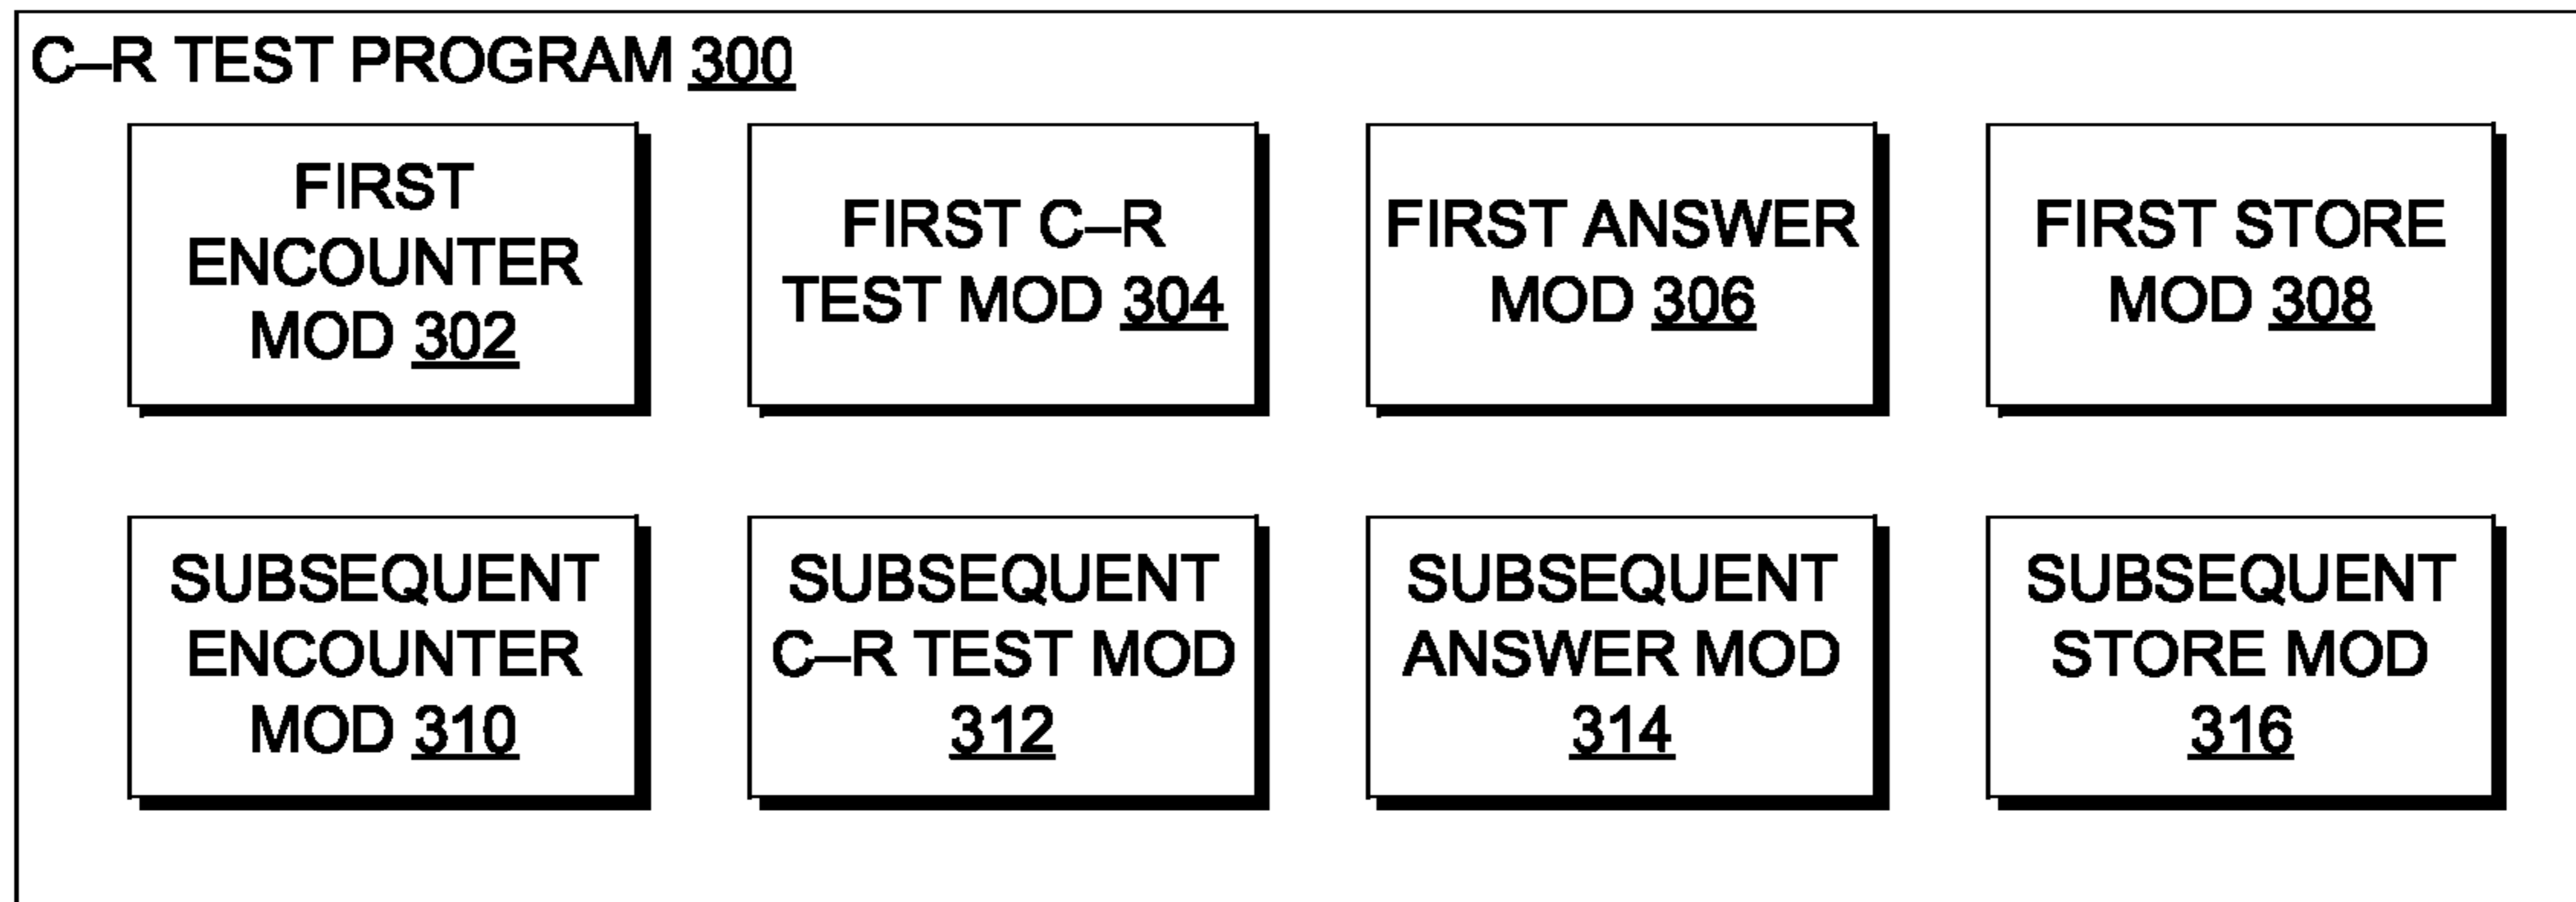 C–R TEST PROGRAM 300
FIRST
ENCOUNTER
MOD 302
FIRST C–R
TEST MOD 304
FIRST ANSWER
MOD 306
FIRST STORE
MOD 308
SUBSEQUENT
ENCOUNTER
MOD 310
SUBSEQUENT
C–R TEST MOD
312
SUBSEQUENT
ANSWER MOD
314
SUBSEQUENT
STORE MOD
316